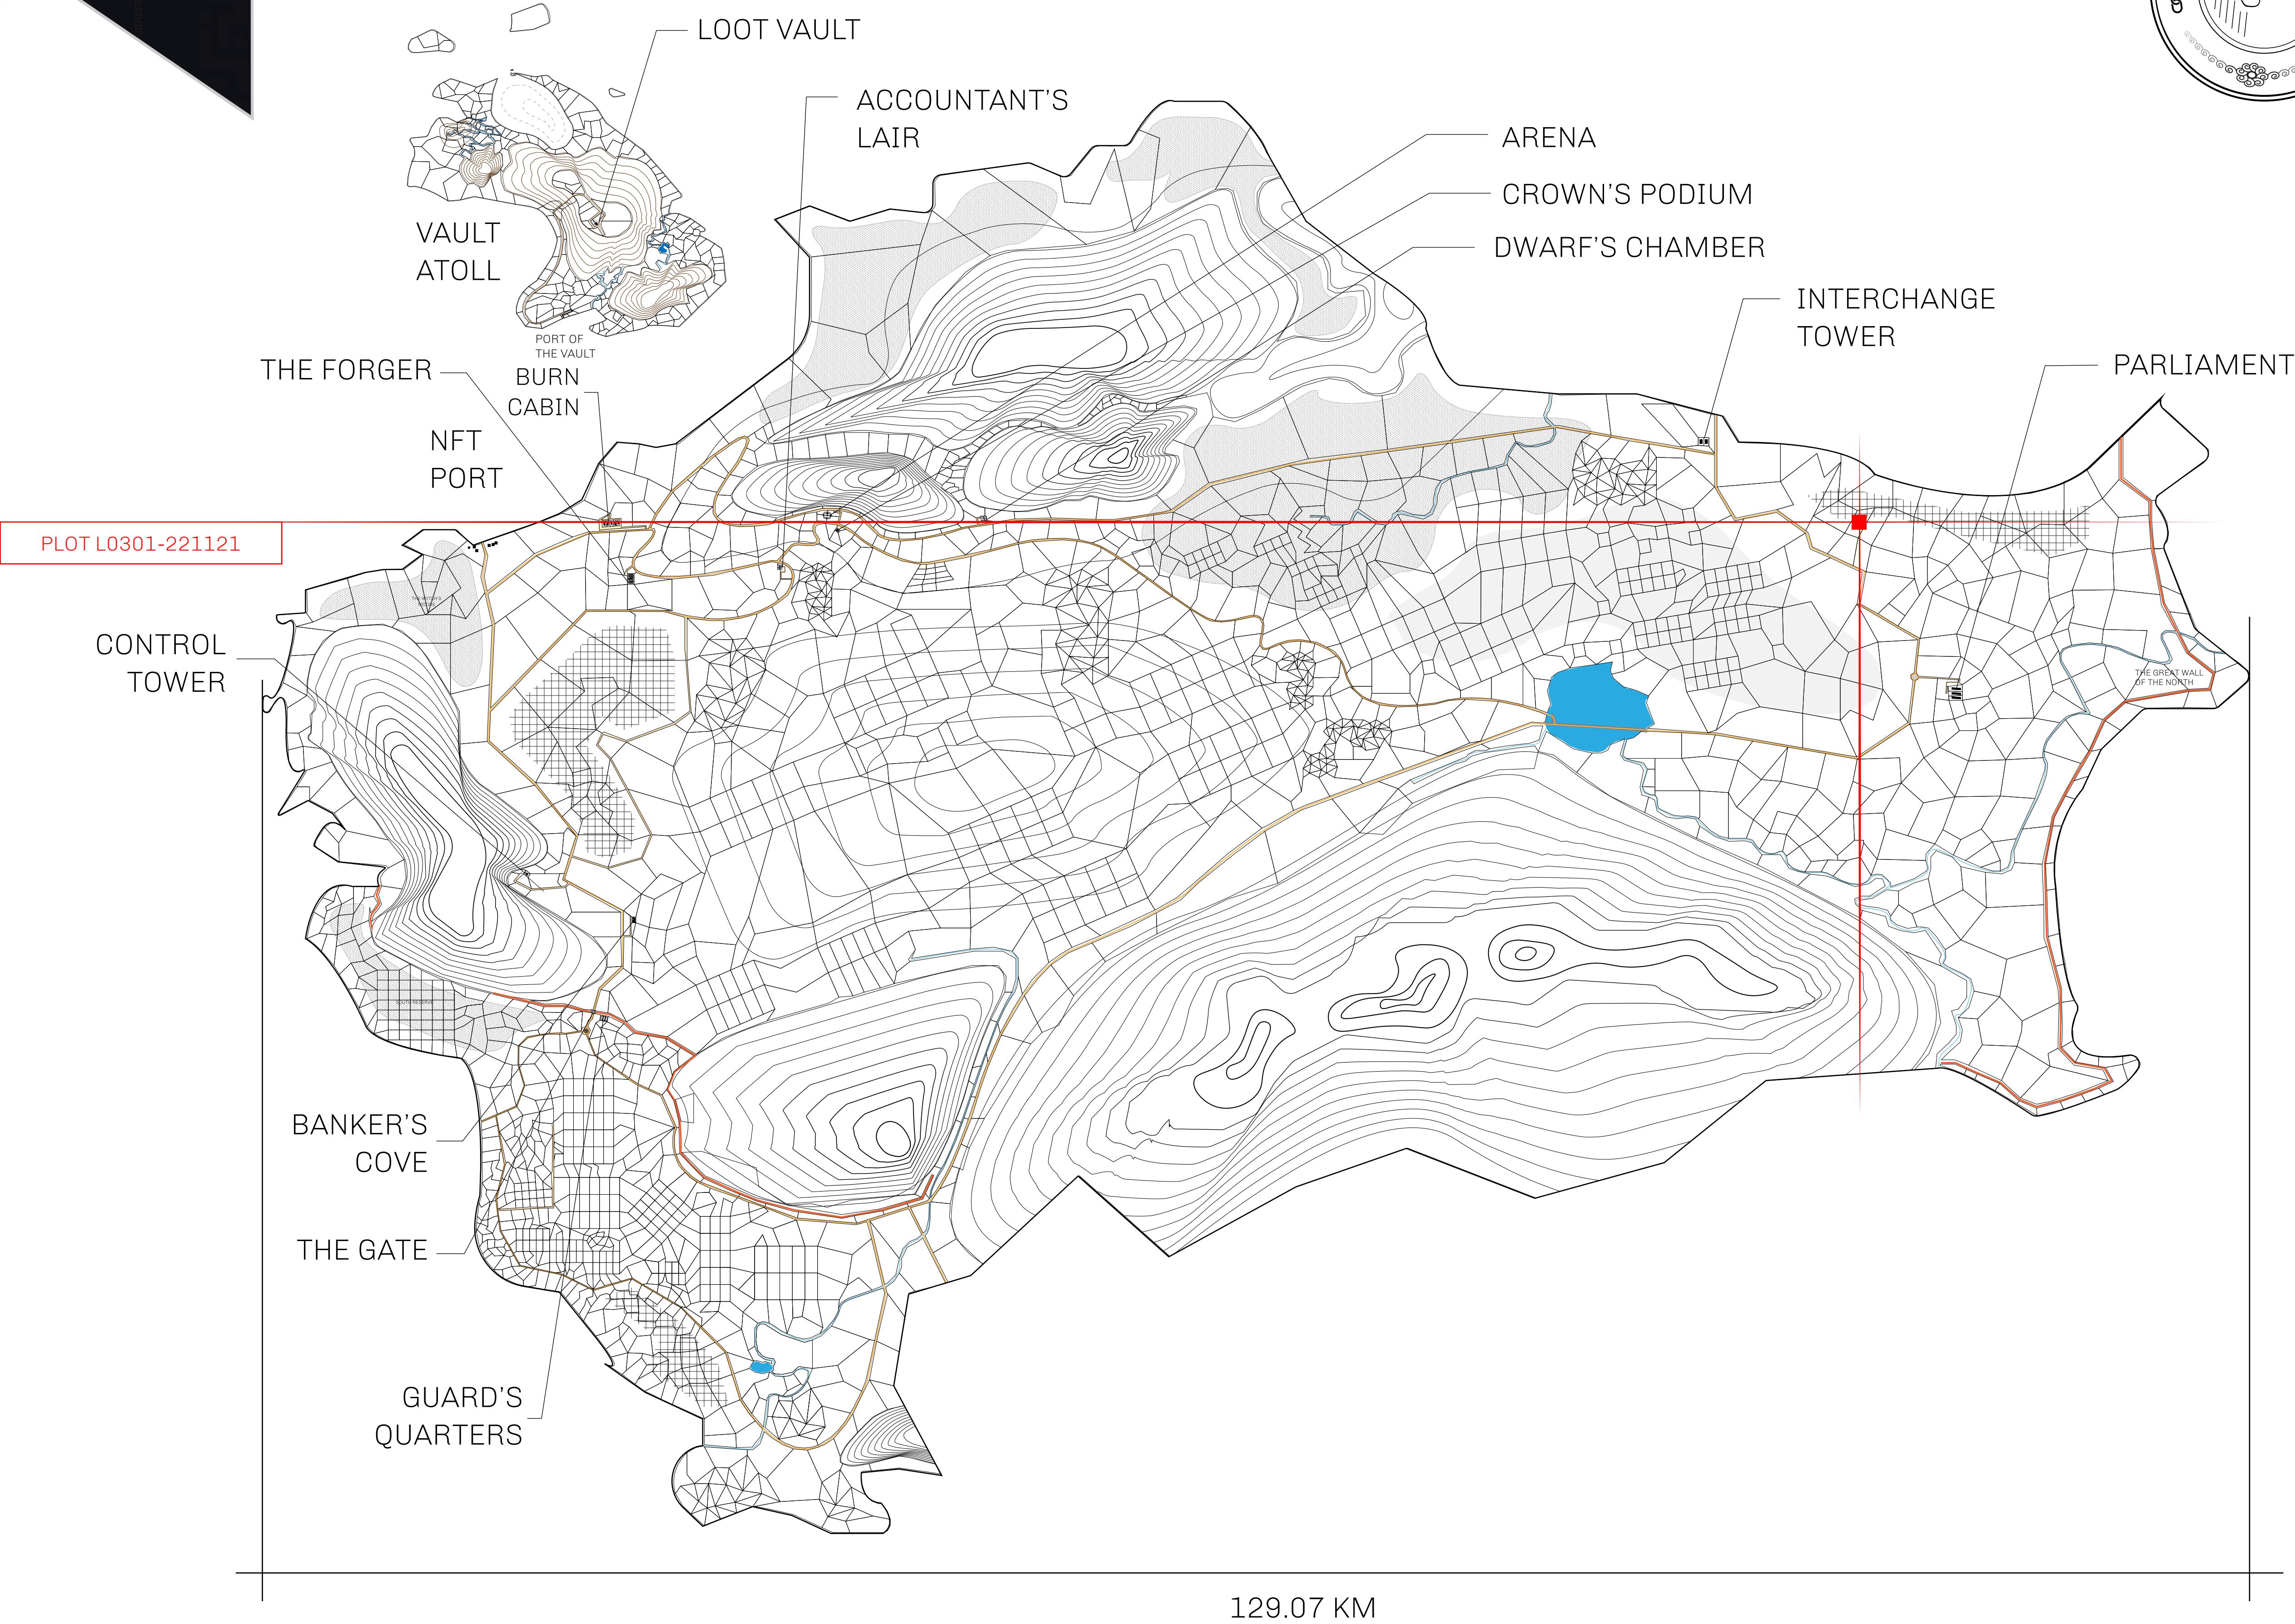 LOOT VAULT
ACCOUNTANT'S
LAIR
ARENA
CROWN'S PODIUM
DWARF'S CHAMBER
VAULT
ATOLL
INTERCHANGE
TOWER
PORT OF
THE VAULT
PARLIAMENT
THE FORGER
BURN
CABIN
NFT
PORT
PLOT L0301-221121
CONTROL
TOWER
THE GREAT WALL
OF THE NORTH
SOUTH RESERVE
BANKER'S
COVE
THE GATE
GUARD'S
QUARTERS
129.07 KM